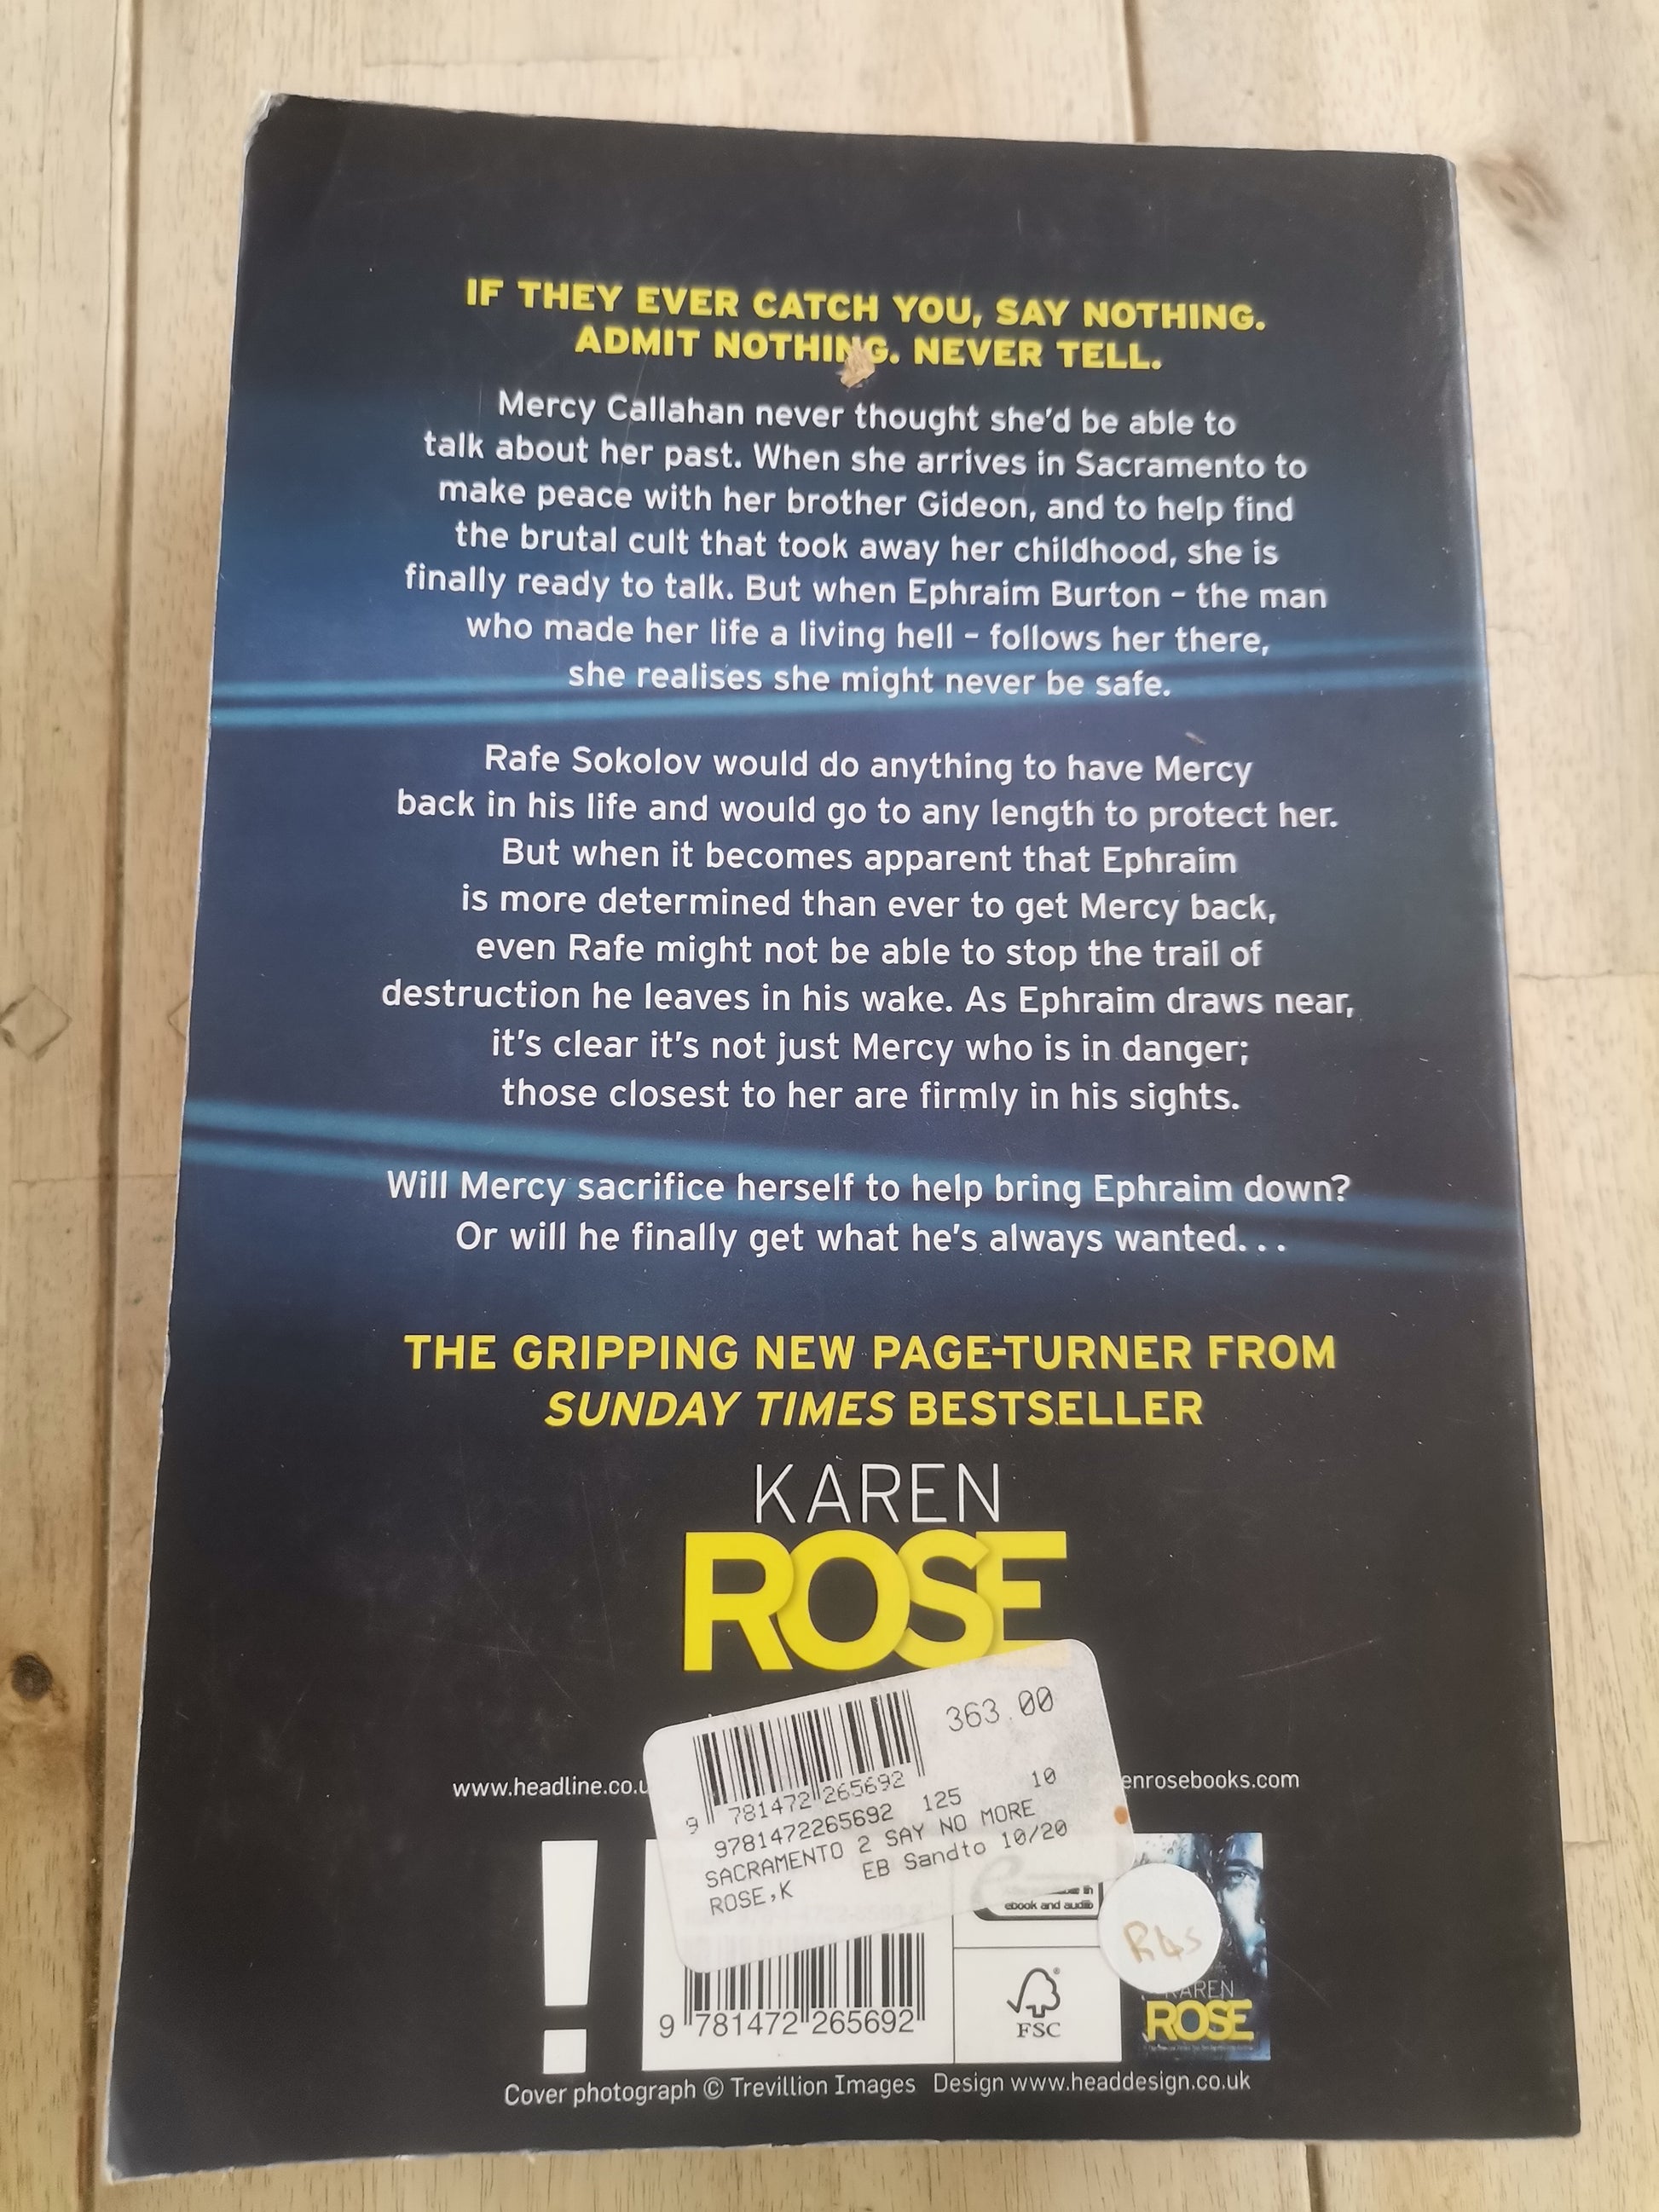 IF THEY EVER CATCH YOU, SAY NOTHING.
ADMIT NOTHING. NEVER TELL.
Mercy Callahan never thought she'd be able to
talk about her past. When she arrives in Sacramento to
make peace with her brother Gideon, and to help find
the brutal cult that took away her childhood, she is
finally ready to talk. But when Ephraim Burton – the man
who made her life a living hell – follows her there,
she realises she might never be safe.
Rafe Sokolov would do anything to have Mercy
back in his life and would go to any length to protect her.
But when it becomes apparent that Ephraim
is more determined than ever to get Mercy back,
even Rafe might not be able to stop the trail of
destruction he leaves in his wake. As Ephraim draws near,
it's clear it's not just Mercy who is in danger;
those closest to her are firmly in his sights.
Will Mercy sacrifice herself to help bring Ephraim down?
Or will he finally get what he's always wanted. . .
THE GRIPPING NEW PAGE-TURNER FROM
SUNDAY TIMES BESTSELLER
KAREN
ROSE
363.00
9 781472 265692
9781472265692 125 10
SACRAMENTO 2 SAY NO MORE
ROSE,K EB Sandto 10/20
www.headline.co.u
enrosebooks.com
ebook and audio
R45
FSC
KAREN
ROSE
9 781472 265692
Cover photograph © Trevillion Images Design www.headdesign.co.uk